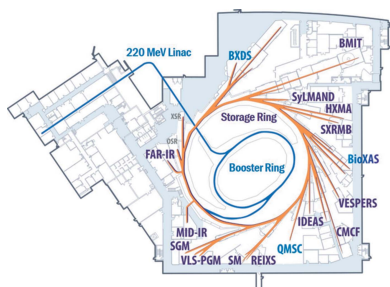 220 MeV Linac
BXDS
BMIT
SyLMAND
HXMA
SXRMB
XSR
Storage Ring
OSR
FAR-IR
BioXAS
Booster Ring
VESPERS
IDEAS
CMCF
MID-IR
QMSC
SGM
VLS-PGM
SM
REIXS